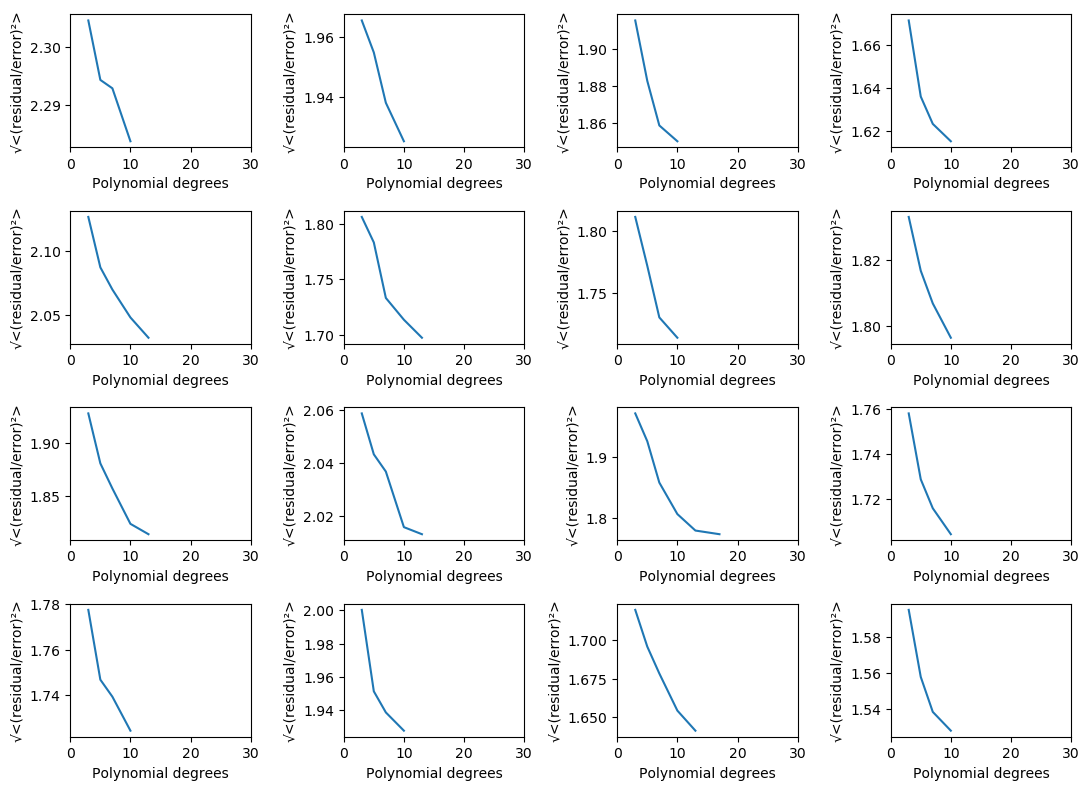 √<(residual/error)²>
2.30
2.29
0 10 20 30
Polynomial degrees
√<(residual/error)²>
1.96
1.94
0 10 20 30
Polynomial degrees
√<(residual/error)²>
1.90
1.88
1.86
0 10 20 30
Polynomial degrees
√<(residual/error)²>
1.66
1.64
1.62
0 10 20 30
Polynomial degrees
√<(residual/error)²>
2.10
2.05
0 10 20 30
Polynomial degrees
√<(residual/error)²>
1.80
1.75
1.70
0 10 20 30
Polynomial degrees
√<(residual/error)²>
1.80
1.75
0 10 20 30
Polynomial degrees
√<(residual/error)²>
1.82
1.80
0 10 20 30
Polynomial degrees
√<(residual/error)²>
1.90
1.85
0 10 20 30
Polynomial degrees
√<(residual/error)²>
2.06
2.04
2.02
0 10 20 30
Polynomial degrees
√<(residual/error)²>
1.9
1.8
0 10 20 30
Polynomial degrees
√<(residual/error)²>
1.76
1.74
1.72
0 10 20 30
Polynomial degrees
√<(residual/error)²>
1.78
1.76
1.74
0 10 20 30
Polynomial degrees
√<(residual/error)²>
2.00
1.98
1.96
1.94
0 10 20 30
Polynomial degrees
√<(residual/error)²>
1.700
1.675
1.650
0 10 20 30
Polynomial degrees
√<(residual/error)²>
1.58
1.56
1.54
0 10 20 30
Polynomial degrees